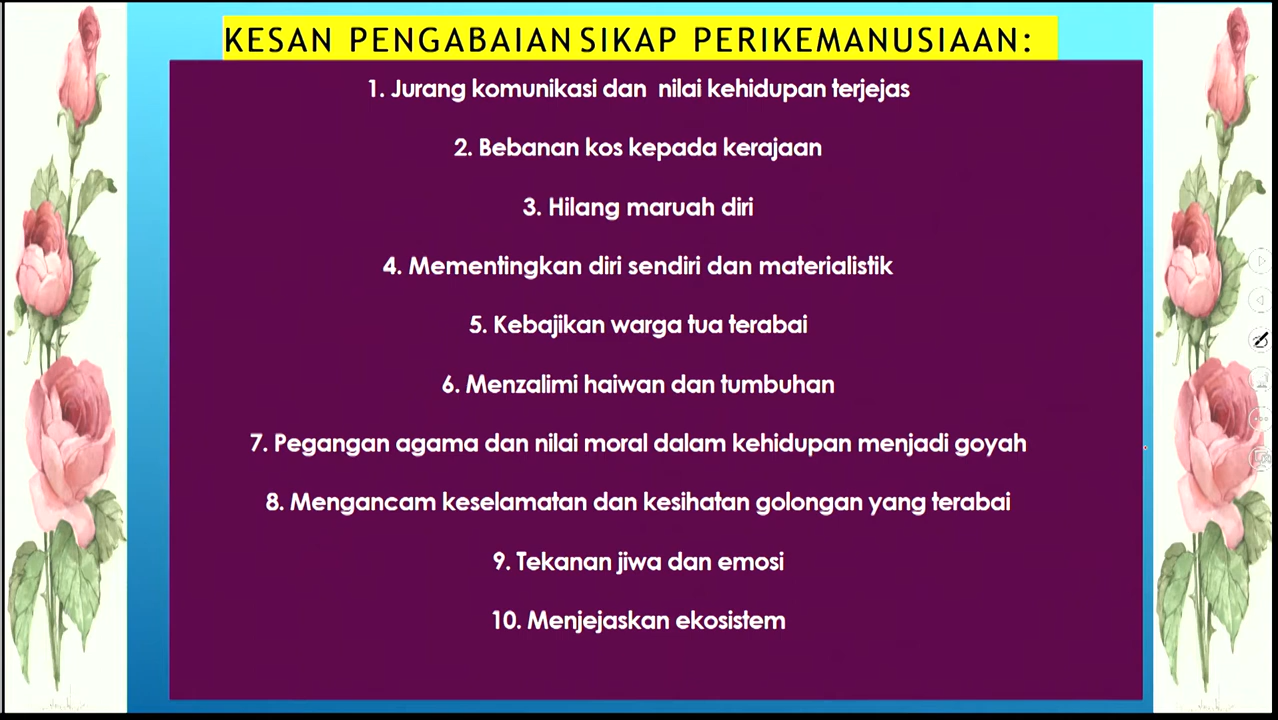 KESAN PENGABAIAN SIKAP PERIKEMANUSIAAN:
1. Jurang komunikasi dan nilai kehidupan terjejas
2. Bebanan kos kepada kerajaan
3. Hilang maruah diri
4. Mementingkan diri sendiri dan materialistik
5. Kebajikan warga tua terabai
6. Menzalimi haiwan dan tumbuhan
7. Pegangan agama dan nilai moral dalam kehidupan menjadi goyah
8. Mengancam keselamatan dan kesihatan golongan yang terabai
9. Tekanan jiwa dan emosi
10. Menjejaskan ekosistem